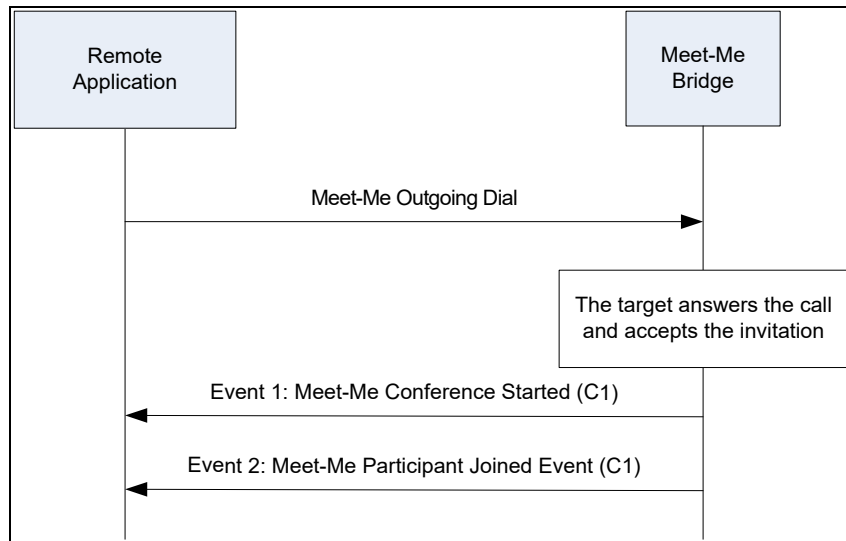 Remote
Application
Meet-Me
Bridge
Meet-Me Outgoing Dial
The target answers the call
and accepts the invitation
Event 1: Meet-Me Conference Started (C1)
Event 2: Meet-Me Participant Joined Event (C1)